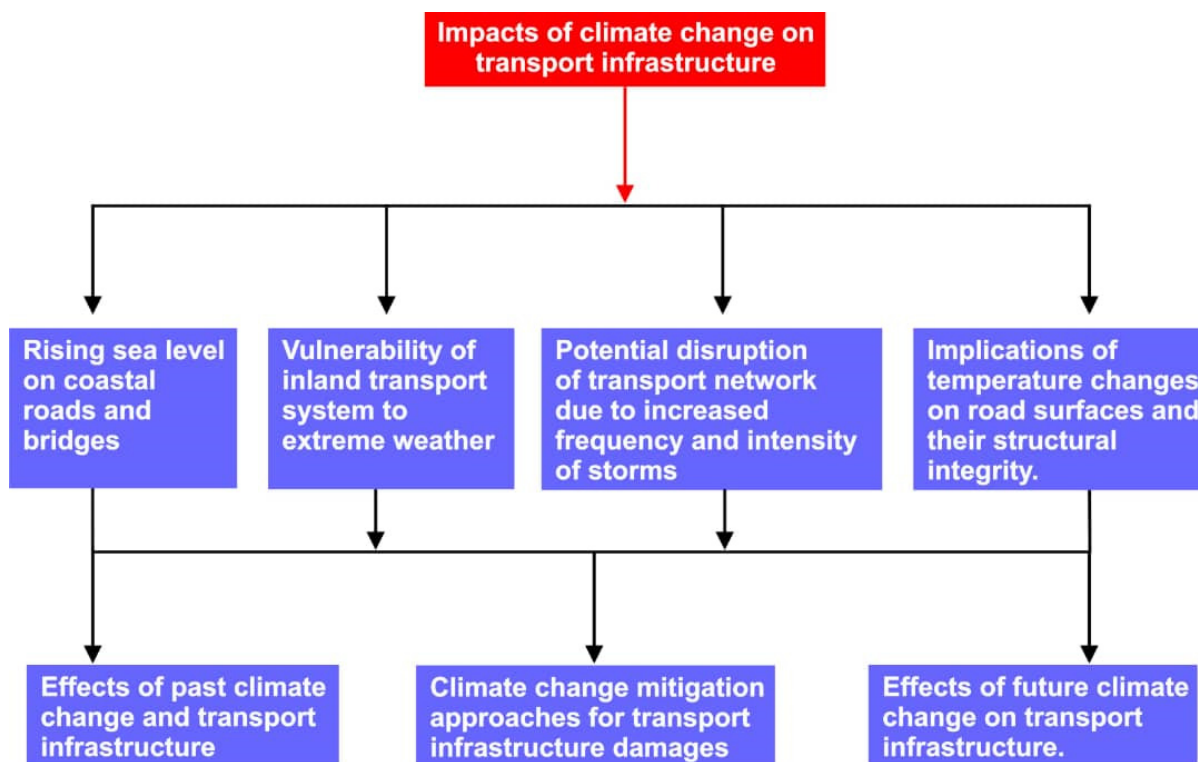 Impacts of climate change on
transport infrastructure
Rising sea level
on coastal
roads and
bridges
Vulnerability of
inland transport
system to
extreme weather
Potential disruption
of transport network
due to increased
frequency and intensity
of storms
Implications of
temperature changes
on road surfaces and
their structural
integrity.
Effects of past climate
change and transport
infrastructure
Climate change mitigation
approaches for transport
infrastructure damages
Effects of future climate
change on transport
infrastructure.